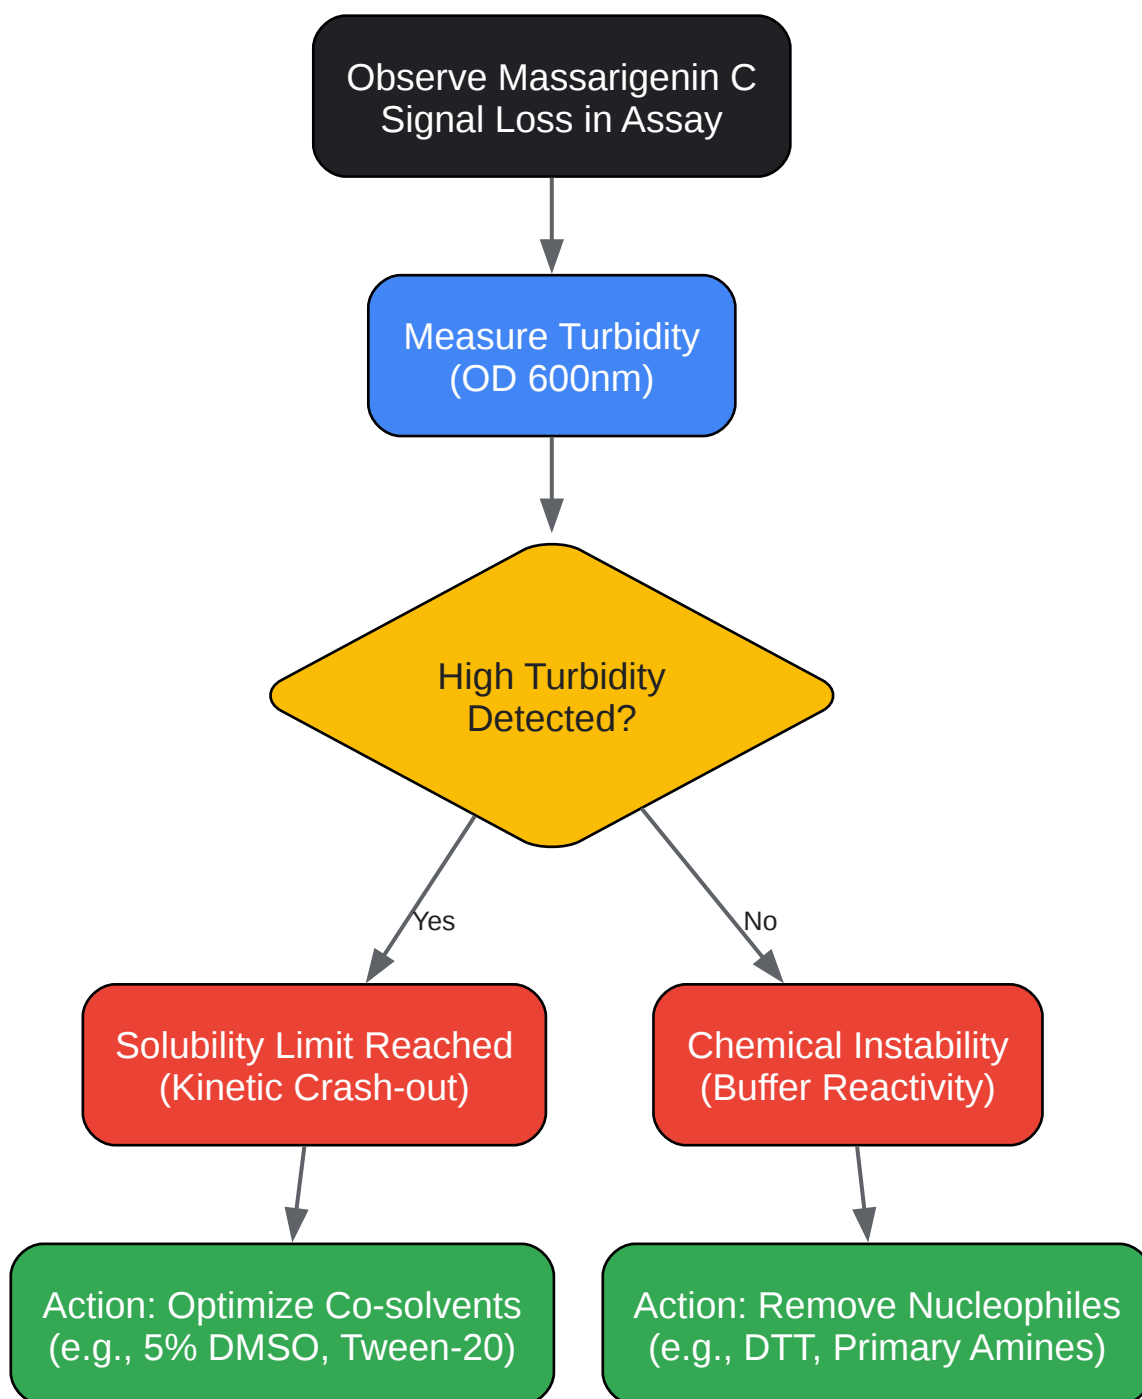 Observe Massarigenin C
Signal Loss in Assay
Measure Turbidity
(OD 600nm)
High Turbidity
Detected?
Yes
No
Solubility Limit Reached
(Kinetic Crash-out)
Chemical Instability
(Buffer Reactivity)
Action: Optimize Co-solvents
(e.g., 5% DMSO, Tween-20)
Action: Remove Nucleophiles
(e.g., DTT, Primary Amines)